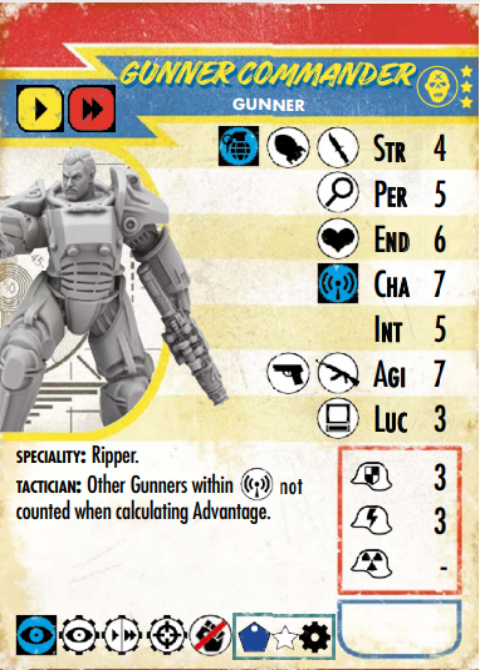 GUNNER COMMANDER
GUNNER
STR 4
PER 5
END 6
CHA 7
INT 5
AGI 7
LUC 3
45
SPECIALITY: Ripper.
TACTICIAN: Other Gunners within not
counted when calculating Advantage.
3
3
-